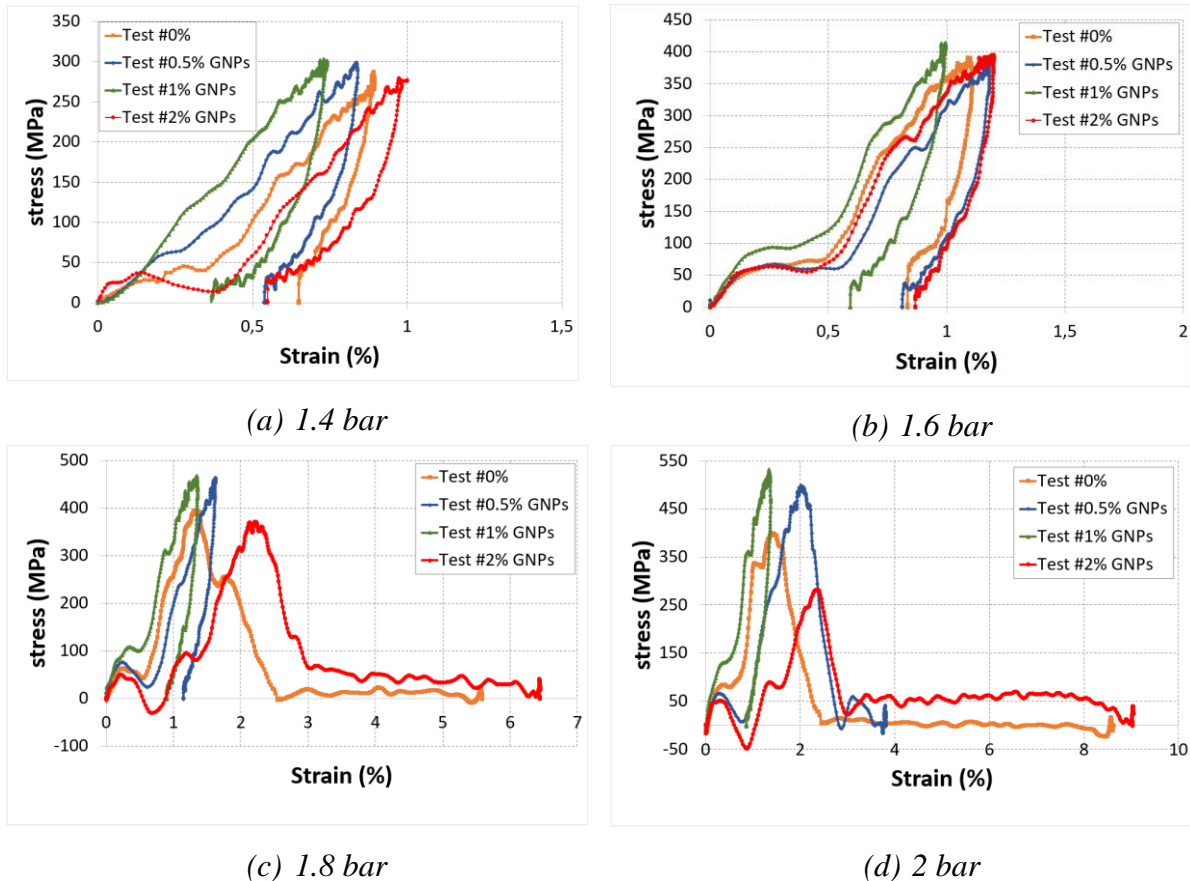 350
300
250
200
150
100
50
0
stress (MPa)
Test #0%
Test #0.5% GNPs
Test #1% GNPs
Test #2% GNPs
0 0,5 1 1,5
Strain (%)
(a) 1.4 bar
450
400
350
300
250
200
150
100
50
0
stress (MPa)
Test #0%
Test #0.5% GNPs
Test #1% GNPs
Test #2% GNPs
0 0,5 1 1,5 2
Strain (%)
(b) 1.6 bar
500
400
300
200
100
0
-100
stress (MPa)
Test #0%
Test #0.5% GNPs
Test #1% GNPs
Test #2% GNPs
0 1 2 3 4 5 6 7
Strain (%)
(c) 1.8 bar
550
450
350
250
150
50
-50
stress (MPa)
Test #0%
Test #0.5% GNPs
Test #1% GNPs
Test #2% GNPs
0 2 4 6 8 10
Strain (%)
(d) 2 bar